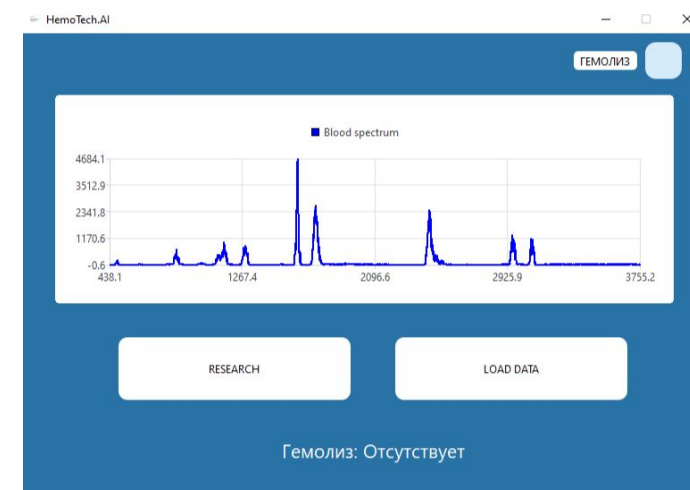 HemoTech.AI
ГЕМОЛИЗ
Blood spectrum
4684.1
3512.9
2341.8
1170.6
-0.6
438.1 1267.4 2096.6 2925.9 3755.2
RESEARCH LOAD DATA
Гемолиз: Отсутствует